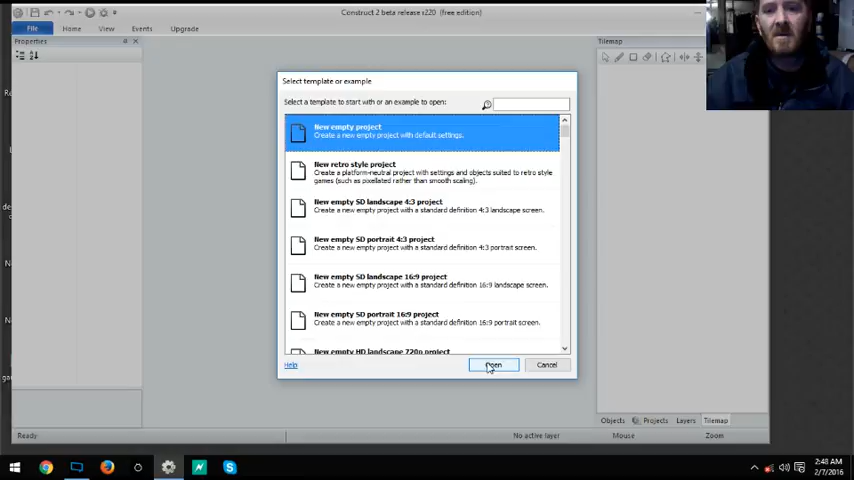 Construct 2 beta release r220 (free edition)
File Home View Events Upgrade
Properties
Tilemap
Select template or example
Select a template to start with or an example to open:
New empty project
Create a new empty project with default settings.
New retro style project
Create a platform-neutral project with settings and objects suited to retro style
games (such as pixellated rather than smooth scaling).
New empty SD landscape 4:3 project
Create a new empty project with a standard definition 4:3 landscape screen.
New empty SD portrait 4:3 project
Create a new empty project with a standard definition 4:3 portrait screen.
New empty SD landscape 16:9 project
Create a new empty project with a standard definition 16:9 landscape screen.
New empty SD portrait 16:9 project
Create a new empty project with a standard definition 16:9 portrait screen.
New empty HD landscape 720p project
Help Open Cancel
Objects Projects Layers Tilemap
Ready No active layer Mouse Zoom
2:48 AM
2/7/2016